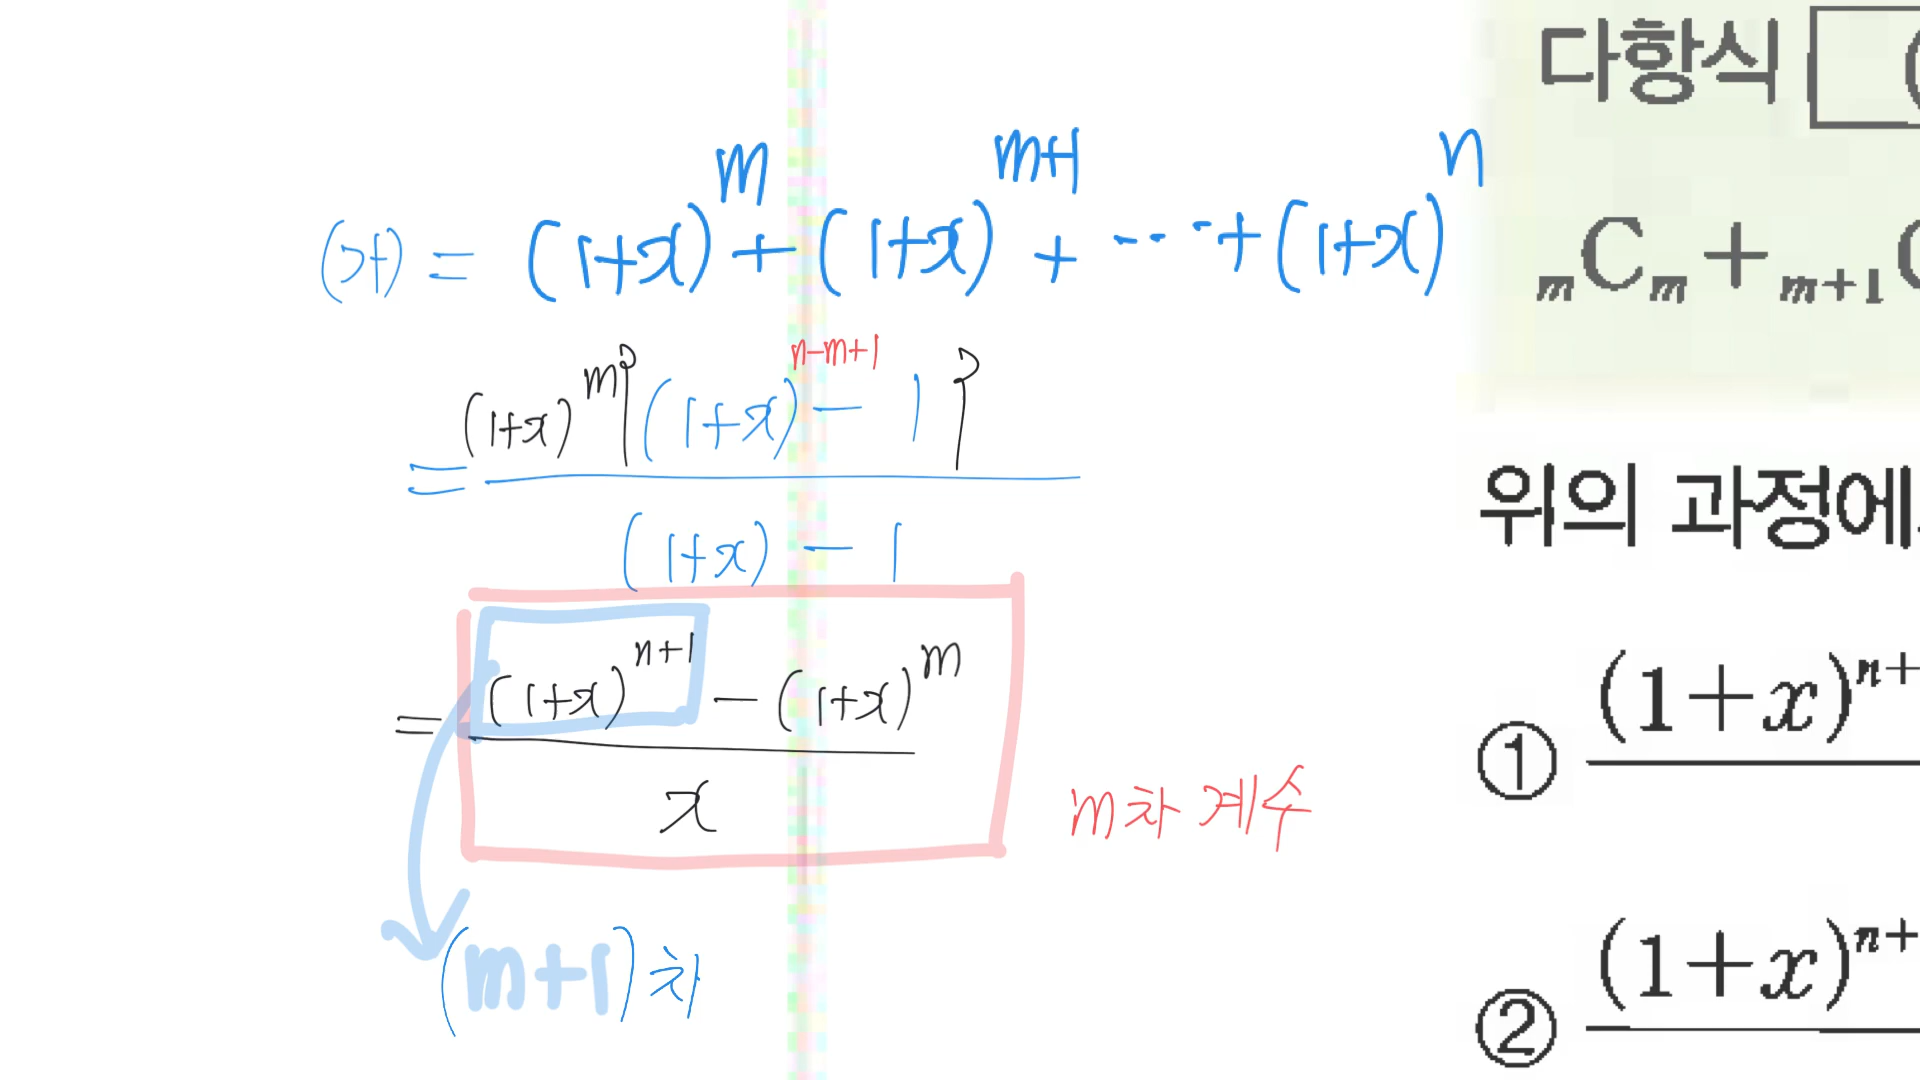 (가) = (1+x)^m + (1+x)^{m+1} + ---- + (1+x)^n
= (1+x)^m {(1+x)^{n-m+1} - 1} / (1+x) - 1
= (1+x)^{n+1} - (1+x)^m / x
m차 계수
(m+1)차
다항식
mCm + m+1C
위의 과정에
① (1+x)^{n+
② (1+x)^{n+